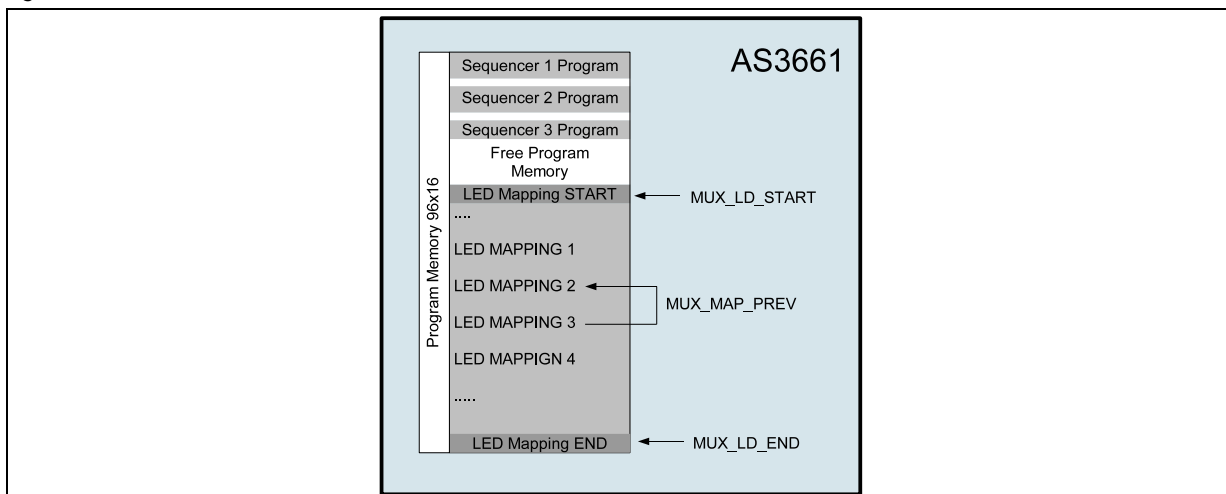 AS3661
Program Memory 96x16
Sequencer 1 Program
Sequencer 2 Program
Sequencer 3 Program
Free Program
Memory
LED Mapping START
MUX_LD_START
....
LED MAPPING 1
LED MAPPING 2
MUX_MAP_PREV
LED MAPPING 3
LED MAPPIGN 4
.....
LED Mapping END
MUX_LD_END